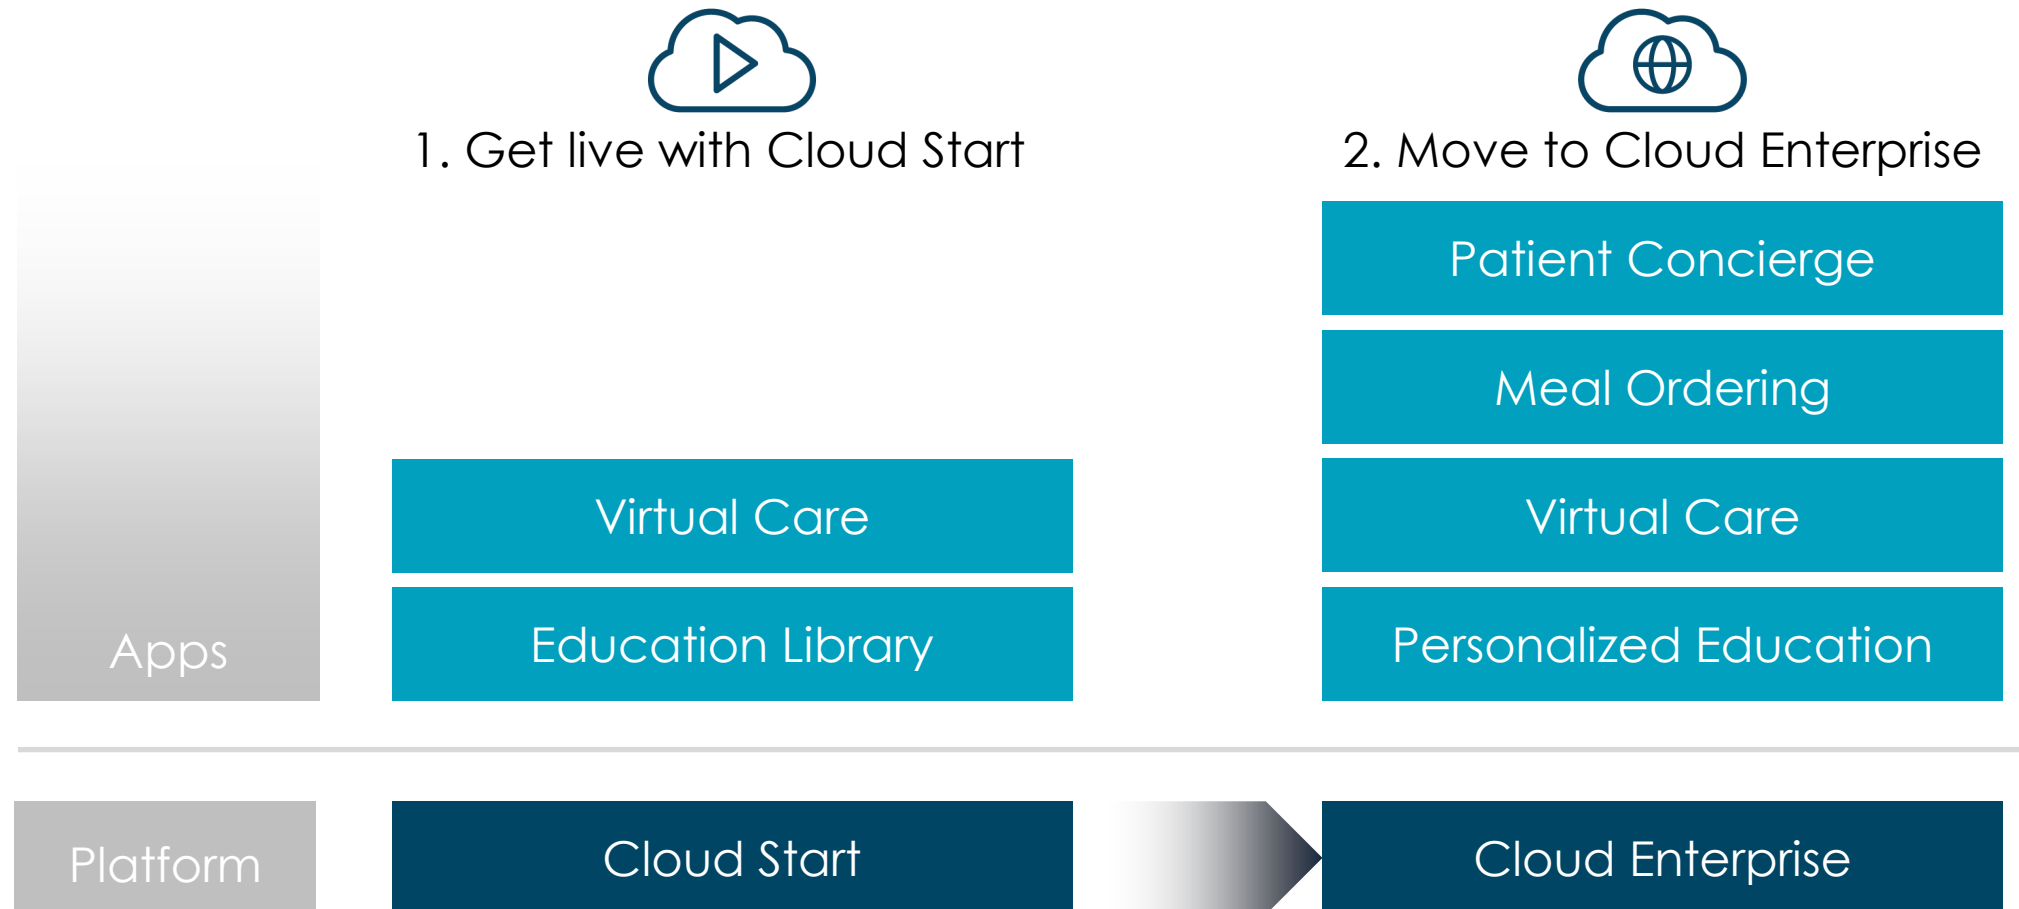 1. Get live with Cloud Start
2. Move to Cloud Enterprise
Patient Concierge
Meal Ordering
Virtual Care
Virtual Care
Apps
Education Library
Personalized Education
Platform
Cloud Start
Cloud Enterprise